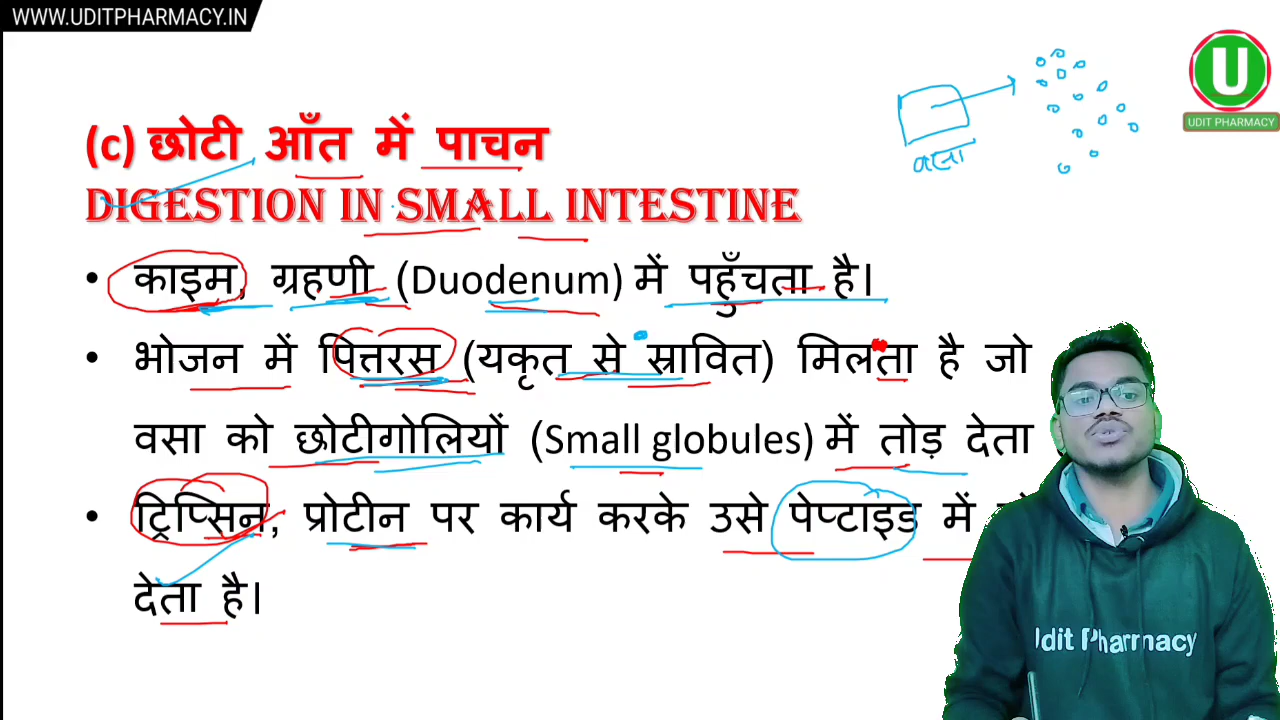 WWW.UDITPHARMACY.IN
U
UDIT PHARMACY
वसा
(c) छोटी आँत में पाचन
DIGESTION IN SMALL INTESTINE
• काइम, ग्रहणी (Duodenum) में पहुँचता है।
• भोजन में पित्तरस (यकृत से स्रावित) मिलता है जो
वसा को छोटीगोलियों (Small globules) में तोड़ देता
• ट्रिप्सिन, प्रोटीन पर कार्य करके उसे पेप्टाइड में
देता है।
Udit Pharmacy